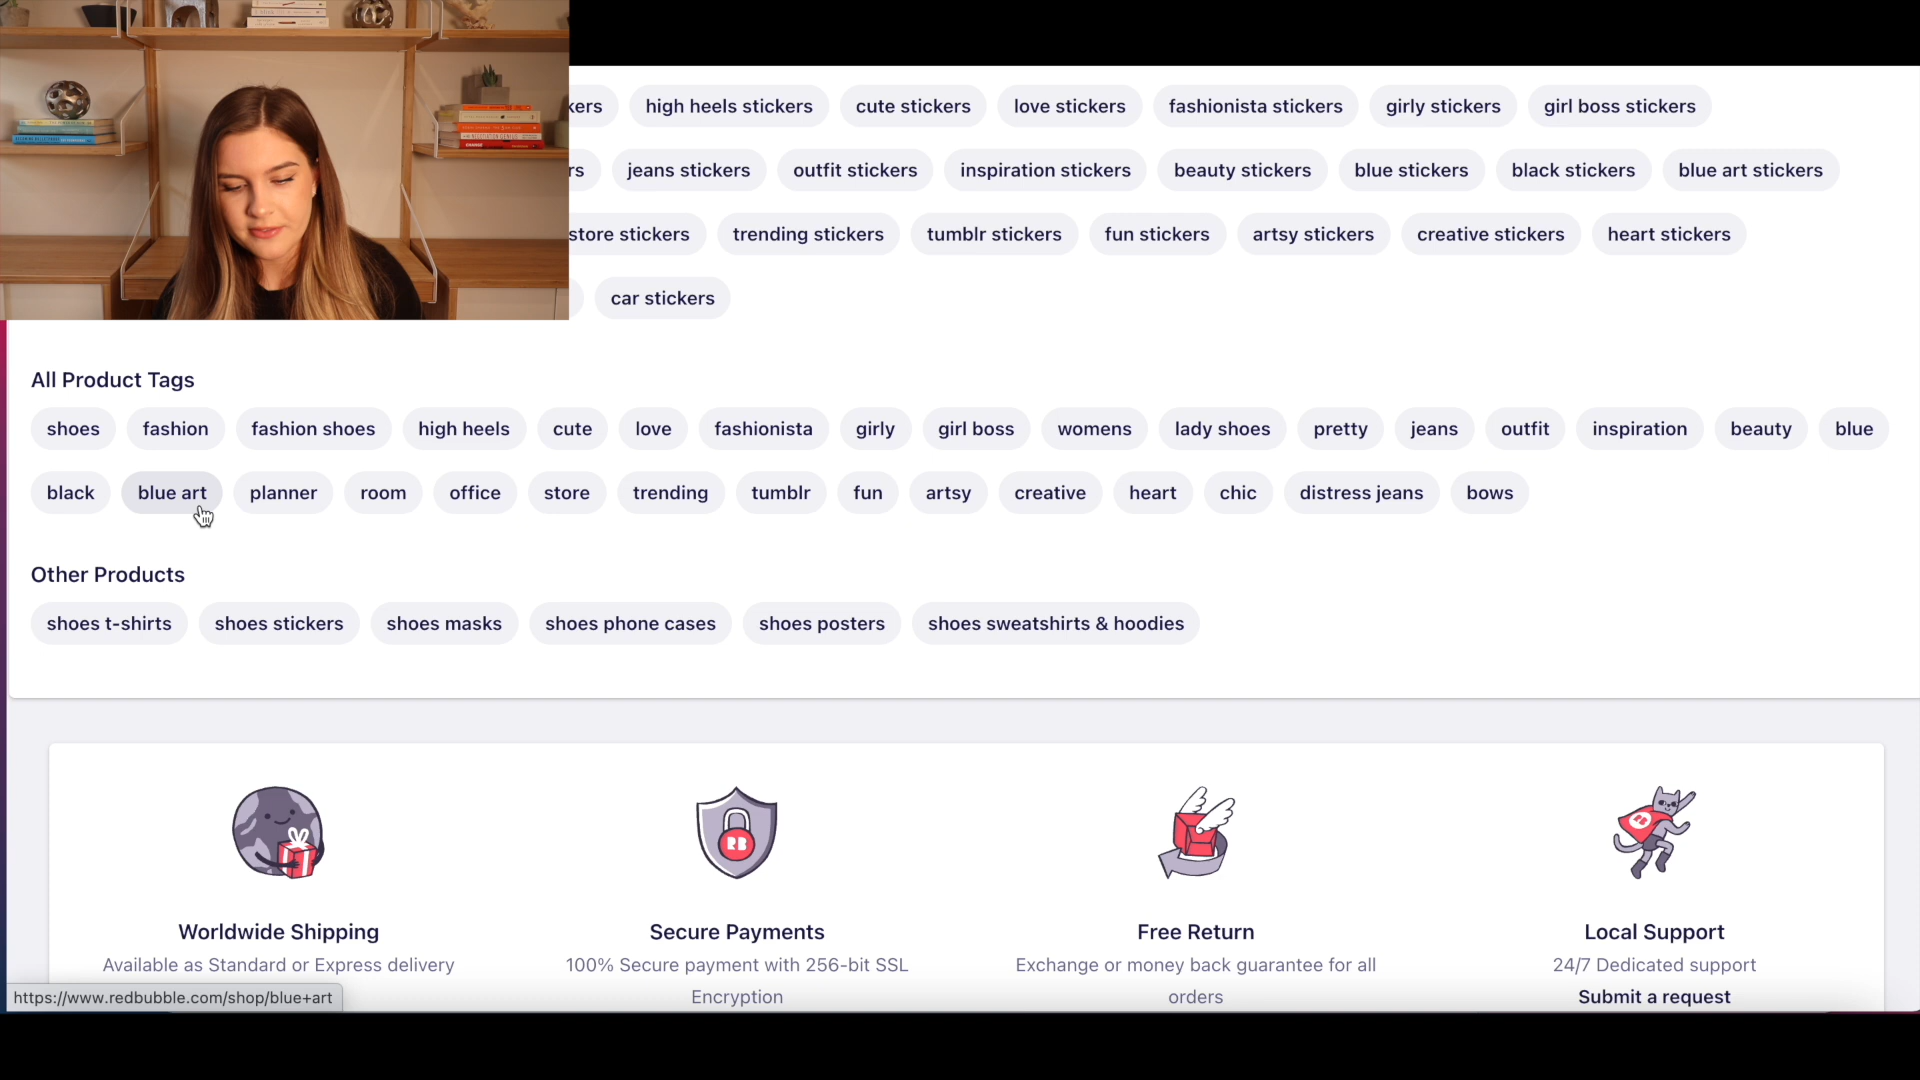 kers high heels stickers cute stickers love stickers fashionista stickers girly stickers girl boss stickers
rs jeans stickers outfit stickers inspiration stickers beauty stickers blue stickers black stickers blue art stickers
store stickers trending stickers tumblr stickers fun stickers artsy stickers creative stickers heart stickers
car stickers
All Product Tags
shoes fashion fashion shoes high heels cute love fashionista girly girl boss womens lady shoes pretty jeans outfit inspiration beauty blue
black blue art planner room office store trending tumblr fun artsy creative heart chic distress jeans bows
Other Products
shoes t-shirts shoes stickers shoes masks shoes phone cases shoes posters shoes sweatshirts & hoodies
RB
Worldwide Shipping
Available as Standard or Express delivery
Secure Payments
100% Secure payment with 256-bit SSL
Encryption
Free Return
Exchange or money back guarantee for all
orders
Local Support
24/7 Dedicated support
Submit a request
https://www.redbubble.com/shop/blue+art